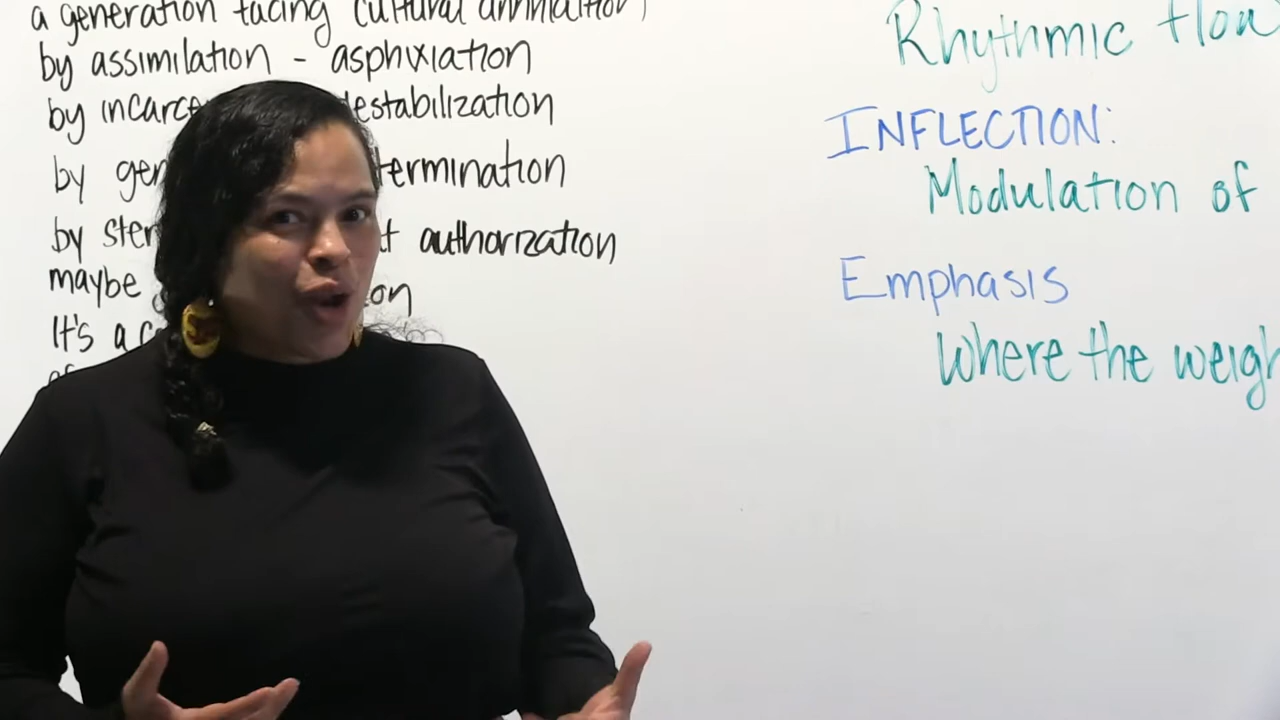 a generation facing cultural annihilation,
by assimilation - asphyxiation
by incarce destabilization
by gen termination
by ster t authorization
maybe on
It's a c
Rhythmic flow
INFLECTION:
Modulation of
Emphasis
Where the weigh